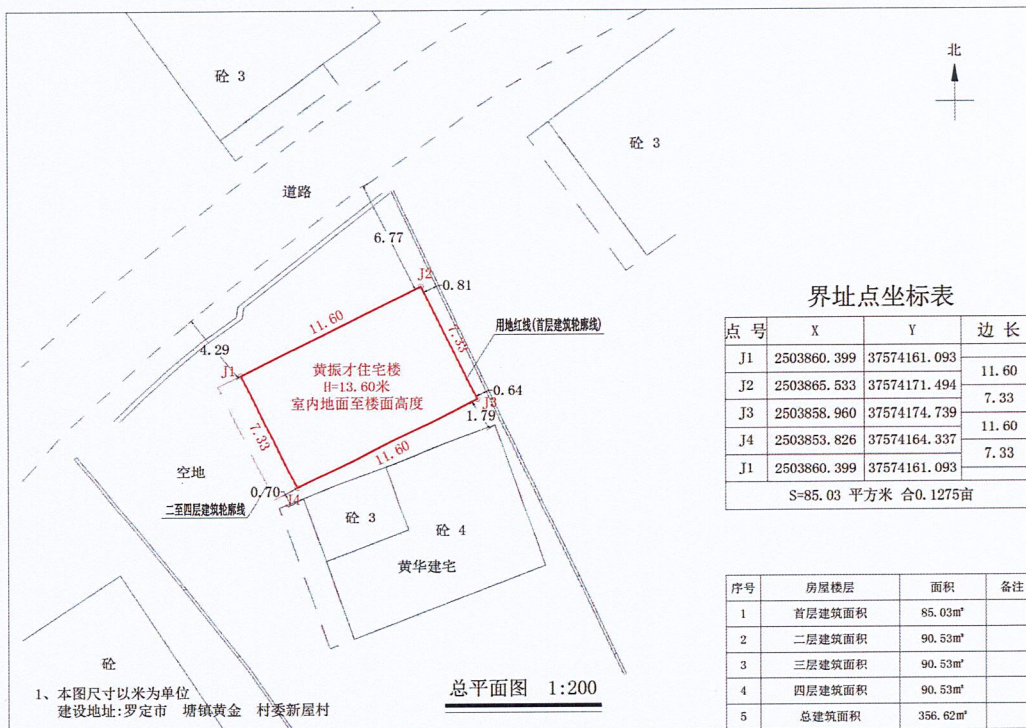 北
砼 3
砼 3
道路
6.77
J2
0.81
11.60
用地红线(首层建筑轮廓线)
7.33
4.29
J1
黄振才住宅楼
H=13.60米
室内地面至楼面高度
0.64
J3
1.79
7.33
11.60
空地
0.70
J4
二至四层建筑轮廓线
砼 3
砼 4
黄华建宅
砼
1、本图尺寸以米为单位
建设地址:罗定市 塘镇黄金 村委新屋村
总平面图 1:200
界址点坐标表
点 号 X Y 边 长
J1 2503860.399 37574161.093
11.60
J2 2503865.533 37574171.494
7.33
J3 2503858.960 37574174.739
11.60
J4 2503853.826 37574164.337
7.33
J1 2503860.399 37574161.093
S=85.03 平方米 合0.1275亩
序号 房屋楼层 面积 备注
1 首层建筑面积 85.03㎡
2 二层建筑面积 90.53㎡
3 三层建筑面积 90.53㎡
4 四层建筑面积 90.53㎡
5 总建筑面积 356.62㎡